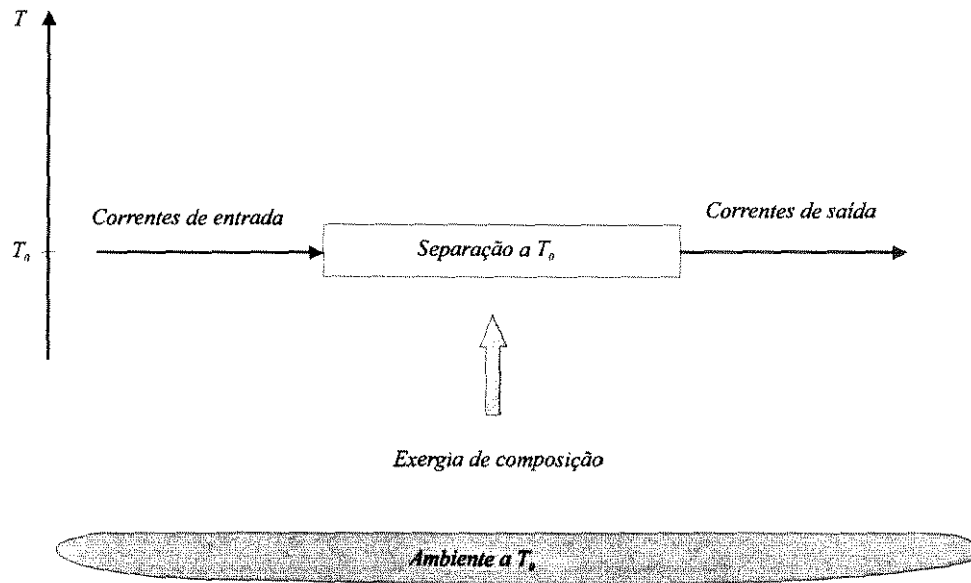 T
Correntes de entrada
Correntes de saída
T₀
Separação a T₀
Exergia de composição
Ambiente a T₀